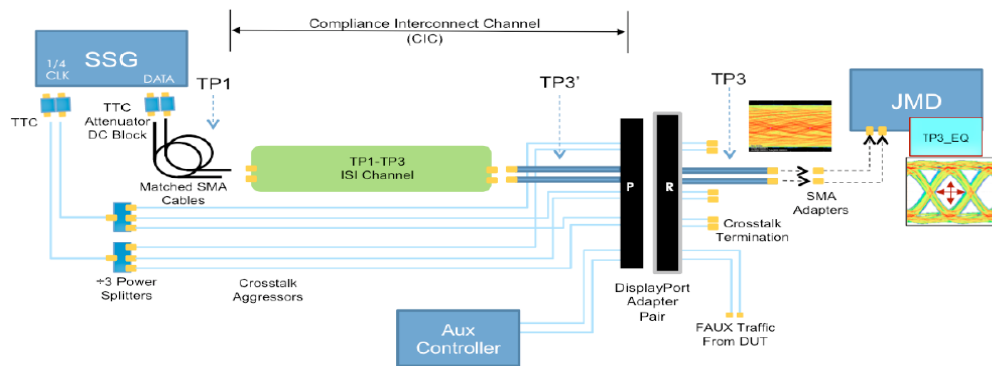 Compliance Interconnect Channel
(CIC)
SSG
1/4
CLK
DATA
TP1
TP3'
TP3
JMD
TP3_EQ
TTC
TTC
Attenuator
DC Block
TP1-TP3
ISI Channel
P
R
Matched SMA
Cables
SMA
Adapters
Crosstalk
Termination
÷3 Power
Splitters
Crosstalk
Aggressors
DisplayPort
Adapter
Pair
Aux
Controller
FAUX Traffic
From DUT